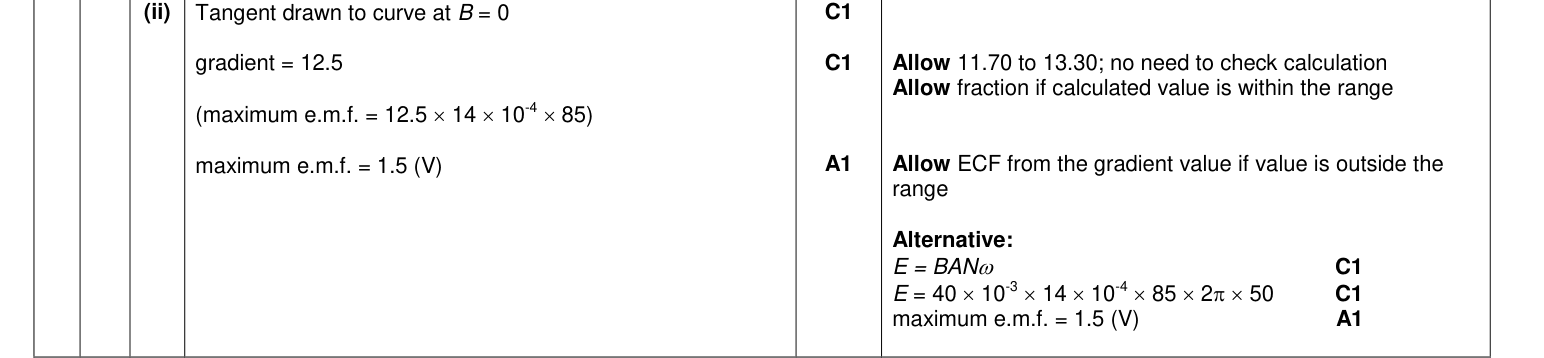 (ii) Tangent drawn to curve at B = 0 C1
gradient = 12.5 C1 Allow 11.70 to 13.30; no need to check calculation
Allow fraction if calculated value is within the range
(maximum e.m.f. = 12.5 × 14 × 10⁻⁴ × 85)
maximum e.m.f. = 1.5 (V) A1 Allow ECF from the gradient value if value is outside the
range
Alternative:
E = BANω C1
E = 40 × 10⁻³ × 14 × 10⁻⁴ × 85 × 2π × 50 C1
maximum e.m.f. = 1.5 (V) A1